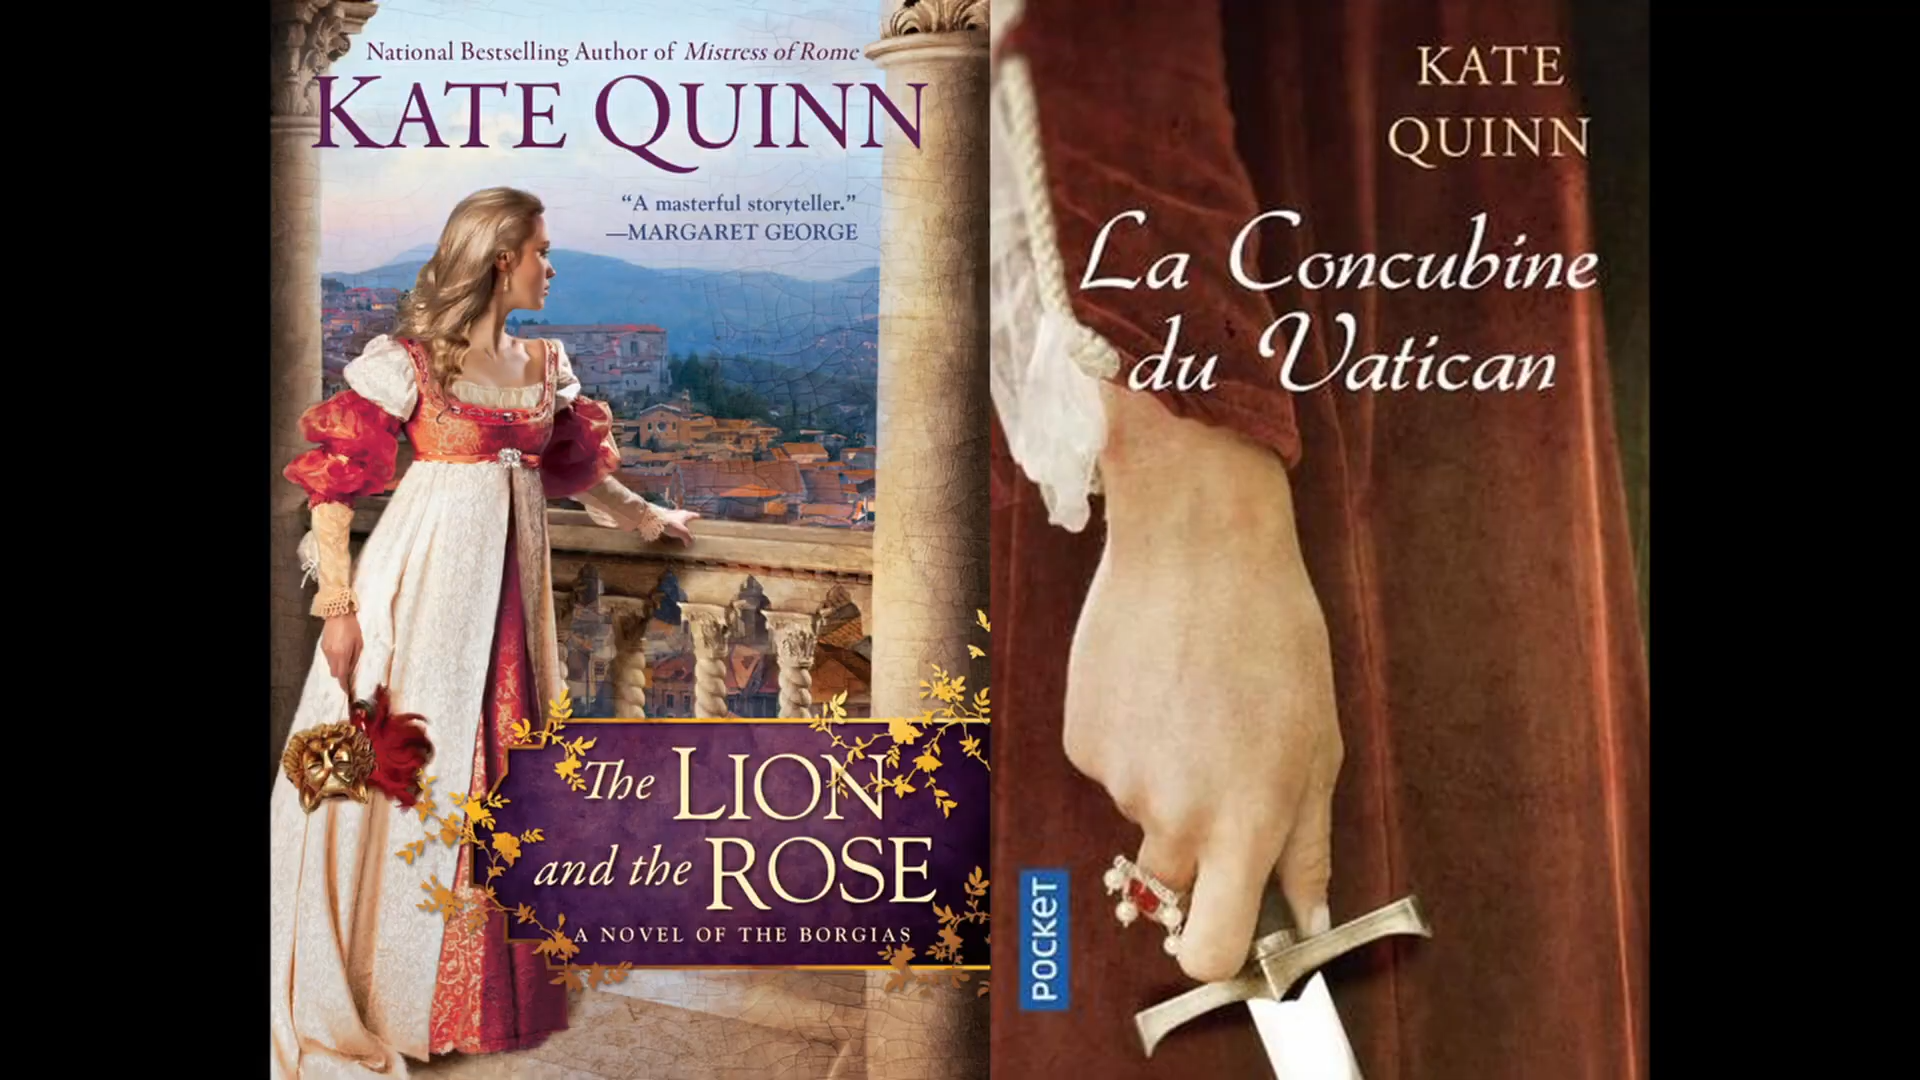 National Bestselling Author of Mistress of Rome
KATE QUINN
“A masterful storyteller.”
—MARGARET GEORGE
The LION
and the ROSE
A NOVEL OF THE BORGIAS
KATE
QUINN
La Concubine
du Vatican
POCKET